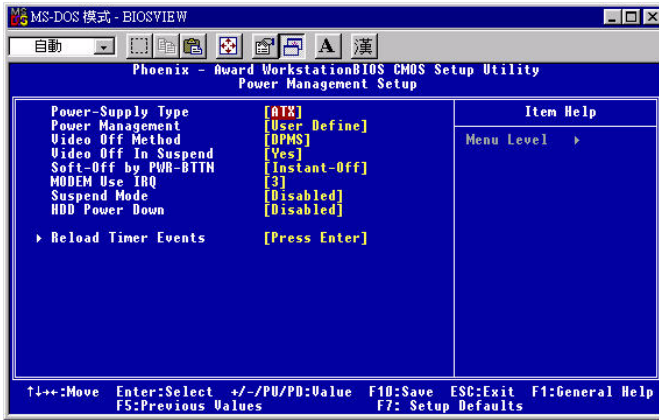 MS-DOS 模式 - BIOSVIEW
自動 A 漢
Phoenix - Award WorkstationBIOS CMOS Setup Utility
Power Management Setup
Power-Supply Type [ATX]
Power Management [User Define]
Video Off Method [DPMS]
Video Off In Suspend [Yes]
Soft-Off by PWR-BTTN [Instant-Off]
MODEM Use IRQ [3]
Suspend Mode [Disabled]
HDD Power Down [Disabled]
▸ Reload Timer Events [Press Enter]
Item Help
Menu Level ▸
↑↓→←:Move Enter:Select +/-/PU/PD:Value F10:Save ESC:Exit F1:General Help
F5:Previous Values F7: Setup Defaults